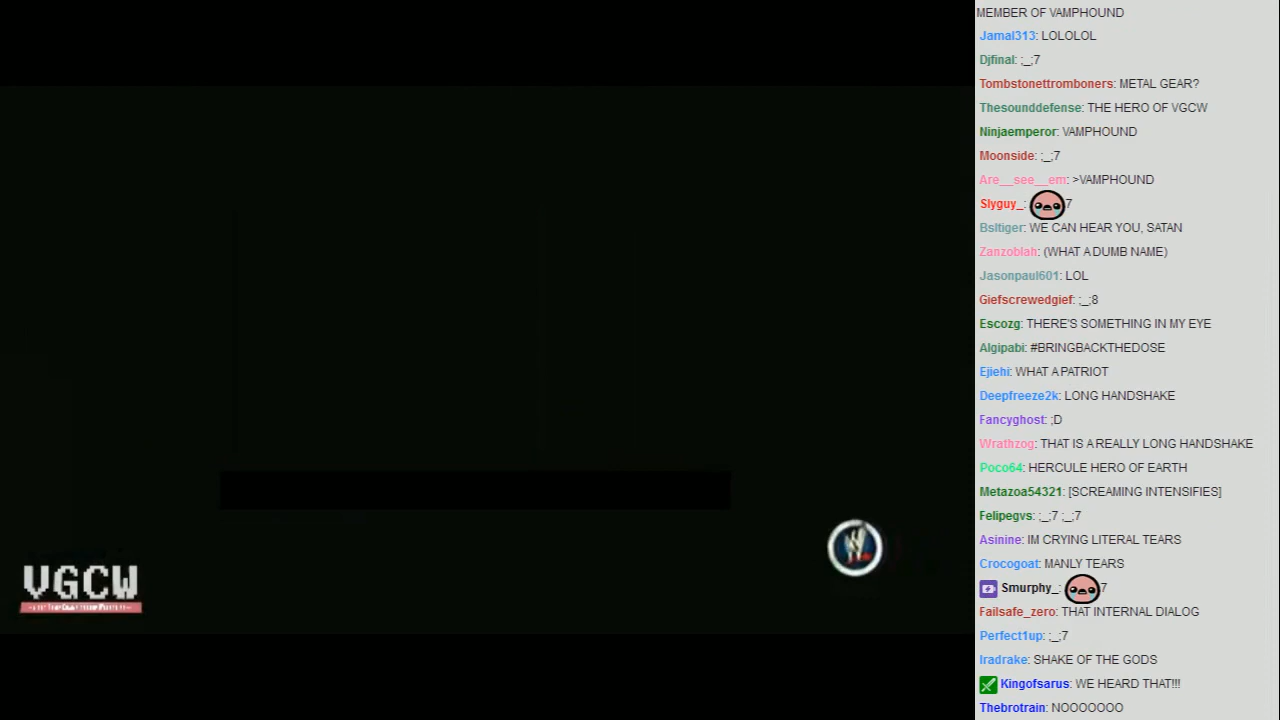 MEMBER OF VAMPHOUND
Jamal313: LOLOLOL
Djfinal: ;_;7
Tombstonettromboners: METAL GEAR?
Thesounddefense: THE HERO OF VGCW
Ninjaemperor: VAMPHOUND
Moonside: ;_;7
Are__see__em: >VAMPHOUND
Slyguy_: 7
Bsltiger: WE CAN HEAR YOU, SATAN
Zanzoblah: (WHAT A DUMB NAME)
Jasonpaul601: LOL
Giefscrewedgief: ;_;8
Escozg: THERE'S SOMETHING IN MY EYE
Algipabi: #BRINGBACKTHEDOSE
Ejiehi: WHAT A PATRIOT
Deepfreeze2k: LONG HANDSHAKE
Fancyghost: ;D
Wrathzog: THAT IS A REALLY LONG HANDSHAKE
Poco64: HERCULE HERO OF EARTH
Metazoa54321: [SCREAMING INTENSIFIES]
Felipegvs: ;_;7 ;_;7
Asinine: IM CRYING LITERAL TEARS
Crocogoat: MANLY TEARS
Smurphy_: 7
Failsafe_zero: THAT INTERNAL DIALOG
Perfect1up: ;_;7
Iradrake: SHAKE OF THE GODS
Kingofsarus: WE HEARD THAT!!!
Thebrotrain: NOOOOOOO
VGCW